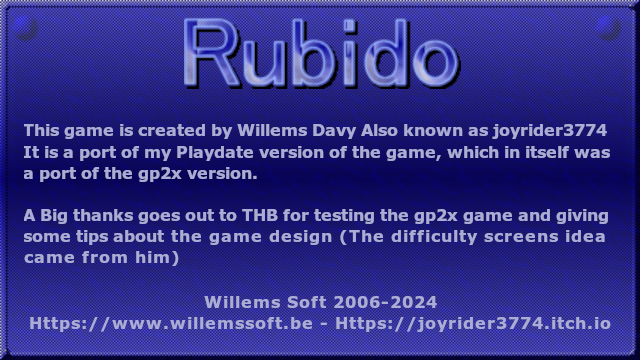 Rubido
This game is created by Willems Davy Also known as joyrider3774
It is a port of my Playdate version of the game, which in itself was
a port of the gp2x version.
A Big thanks goes out to THB for testing the gp2x game and giving
some tips about the game design (The difficulty screens idea
came from him)
Willems Soft 2006-2024
Https://www.willemssoft.be - Https://joyrider3774.itch.io